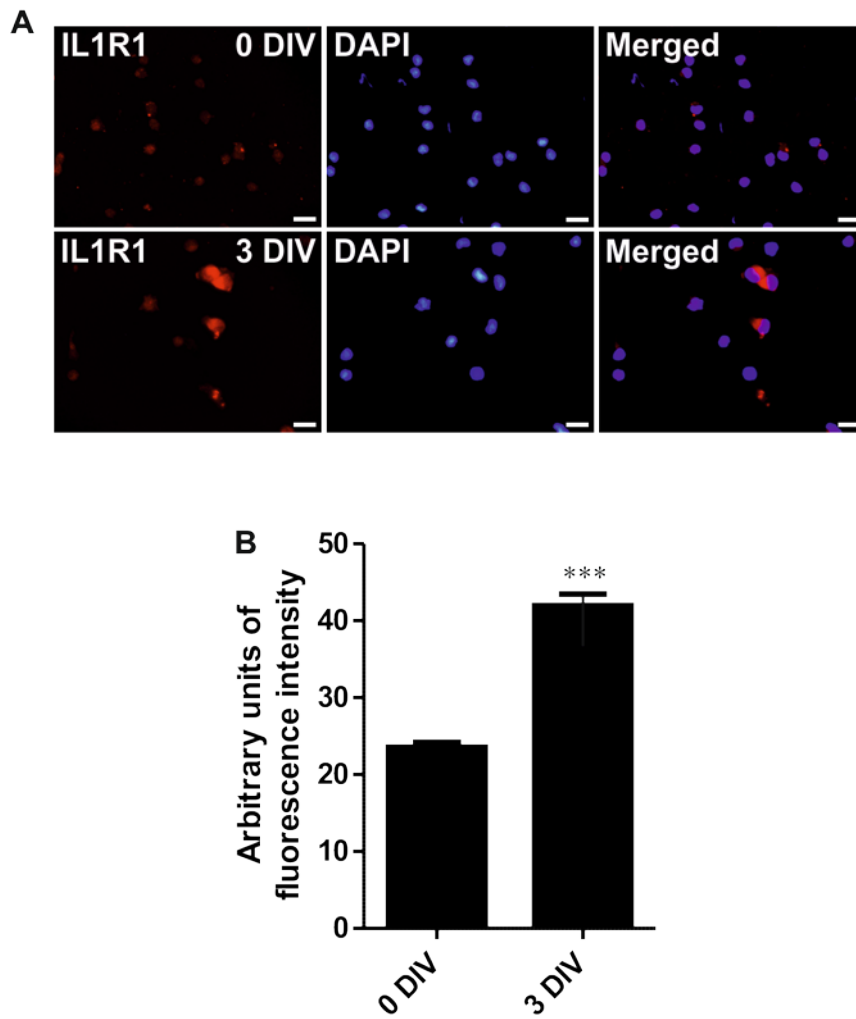 A
IL1R1 0 DIV DAPI Merged
IL1R1 3 DIV DAPI Merged
B
Arbitrary units of
fluorescence intensity
50
40
30
20
10
0
***
0 DIV
3 DIV